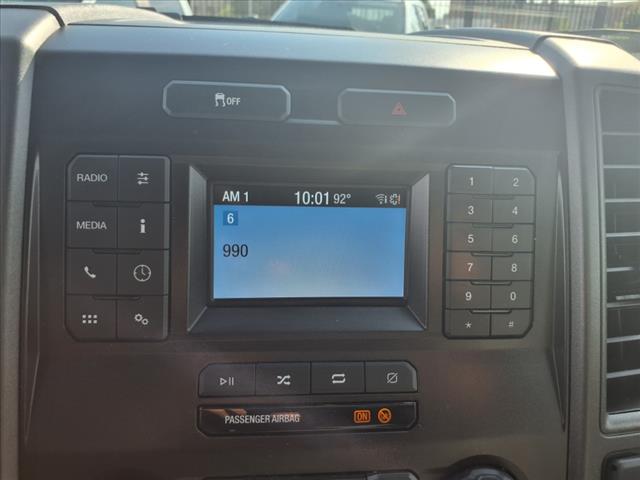 OFF
RADIO
MEDIA
AM 1 10:01 92°
6
990
1 2
3 4
5 6
7 8
9 0
* #
PASSENGER AIRBAG ON